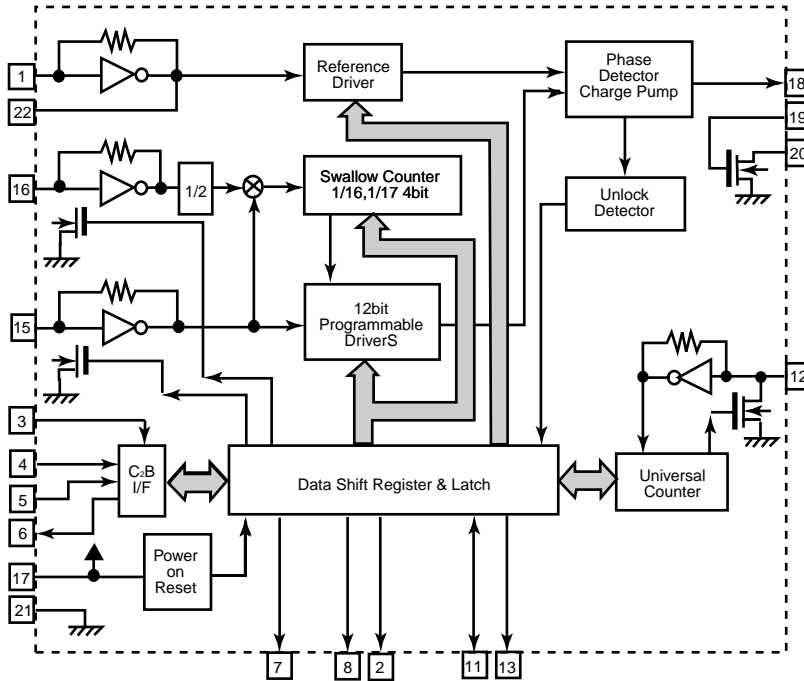 1
Reference
Driver
Phase
Detector
Charge Pump
18
22
19
20
16
1/2
Swallow Counter
1/16,1/17 4bit
Unlock
Detector
15
12bit
Programmable
DriverS
12
3
4
C₂B
I/F
5
6
Data Shift Register & Latch
Universal
Counter
17
Power
on
Reset
21
7
8
2
11
13